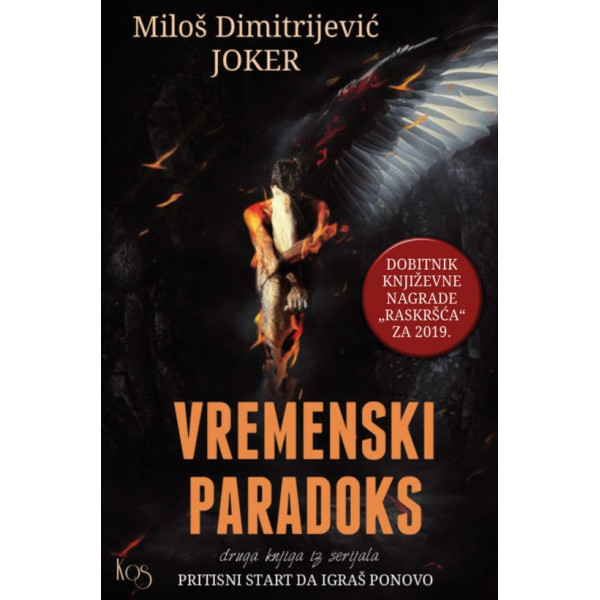 Miloš Dimitrijević
JOKER
DOBITNIK
KNJIŽEVNE
NAGRADE
„RASKRŠĆA“
ZA 2019.
VREMENSKI
PARADOKS
druga knjiga iz serijala
Kos
PRITISNI START DA IGRAŠ PONOVO